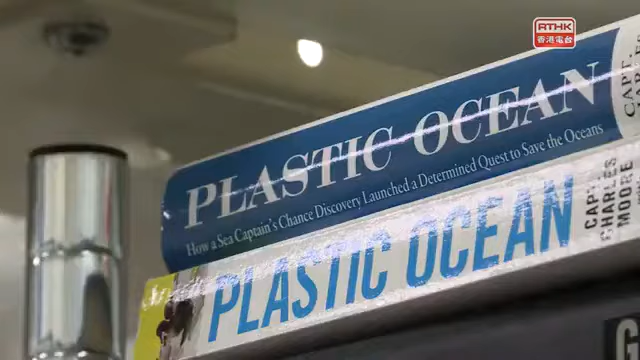 RTHK
香港電台
PLASTIC OCEAN
How a Sea Captain's Chance Discovery Launched a Determined Quest to Save the Oceans
PLASTIC OCEAN
CAPT.
CHARLES
MOORE